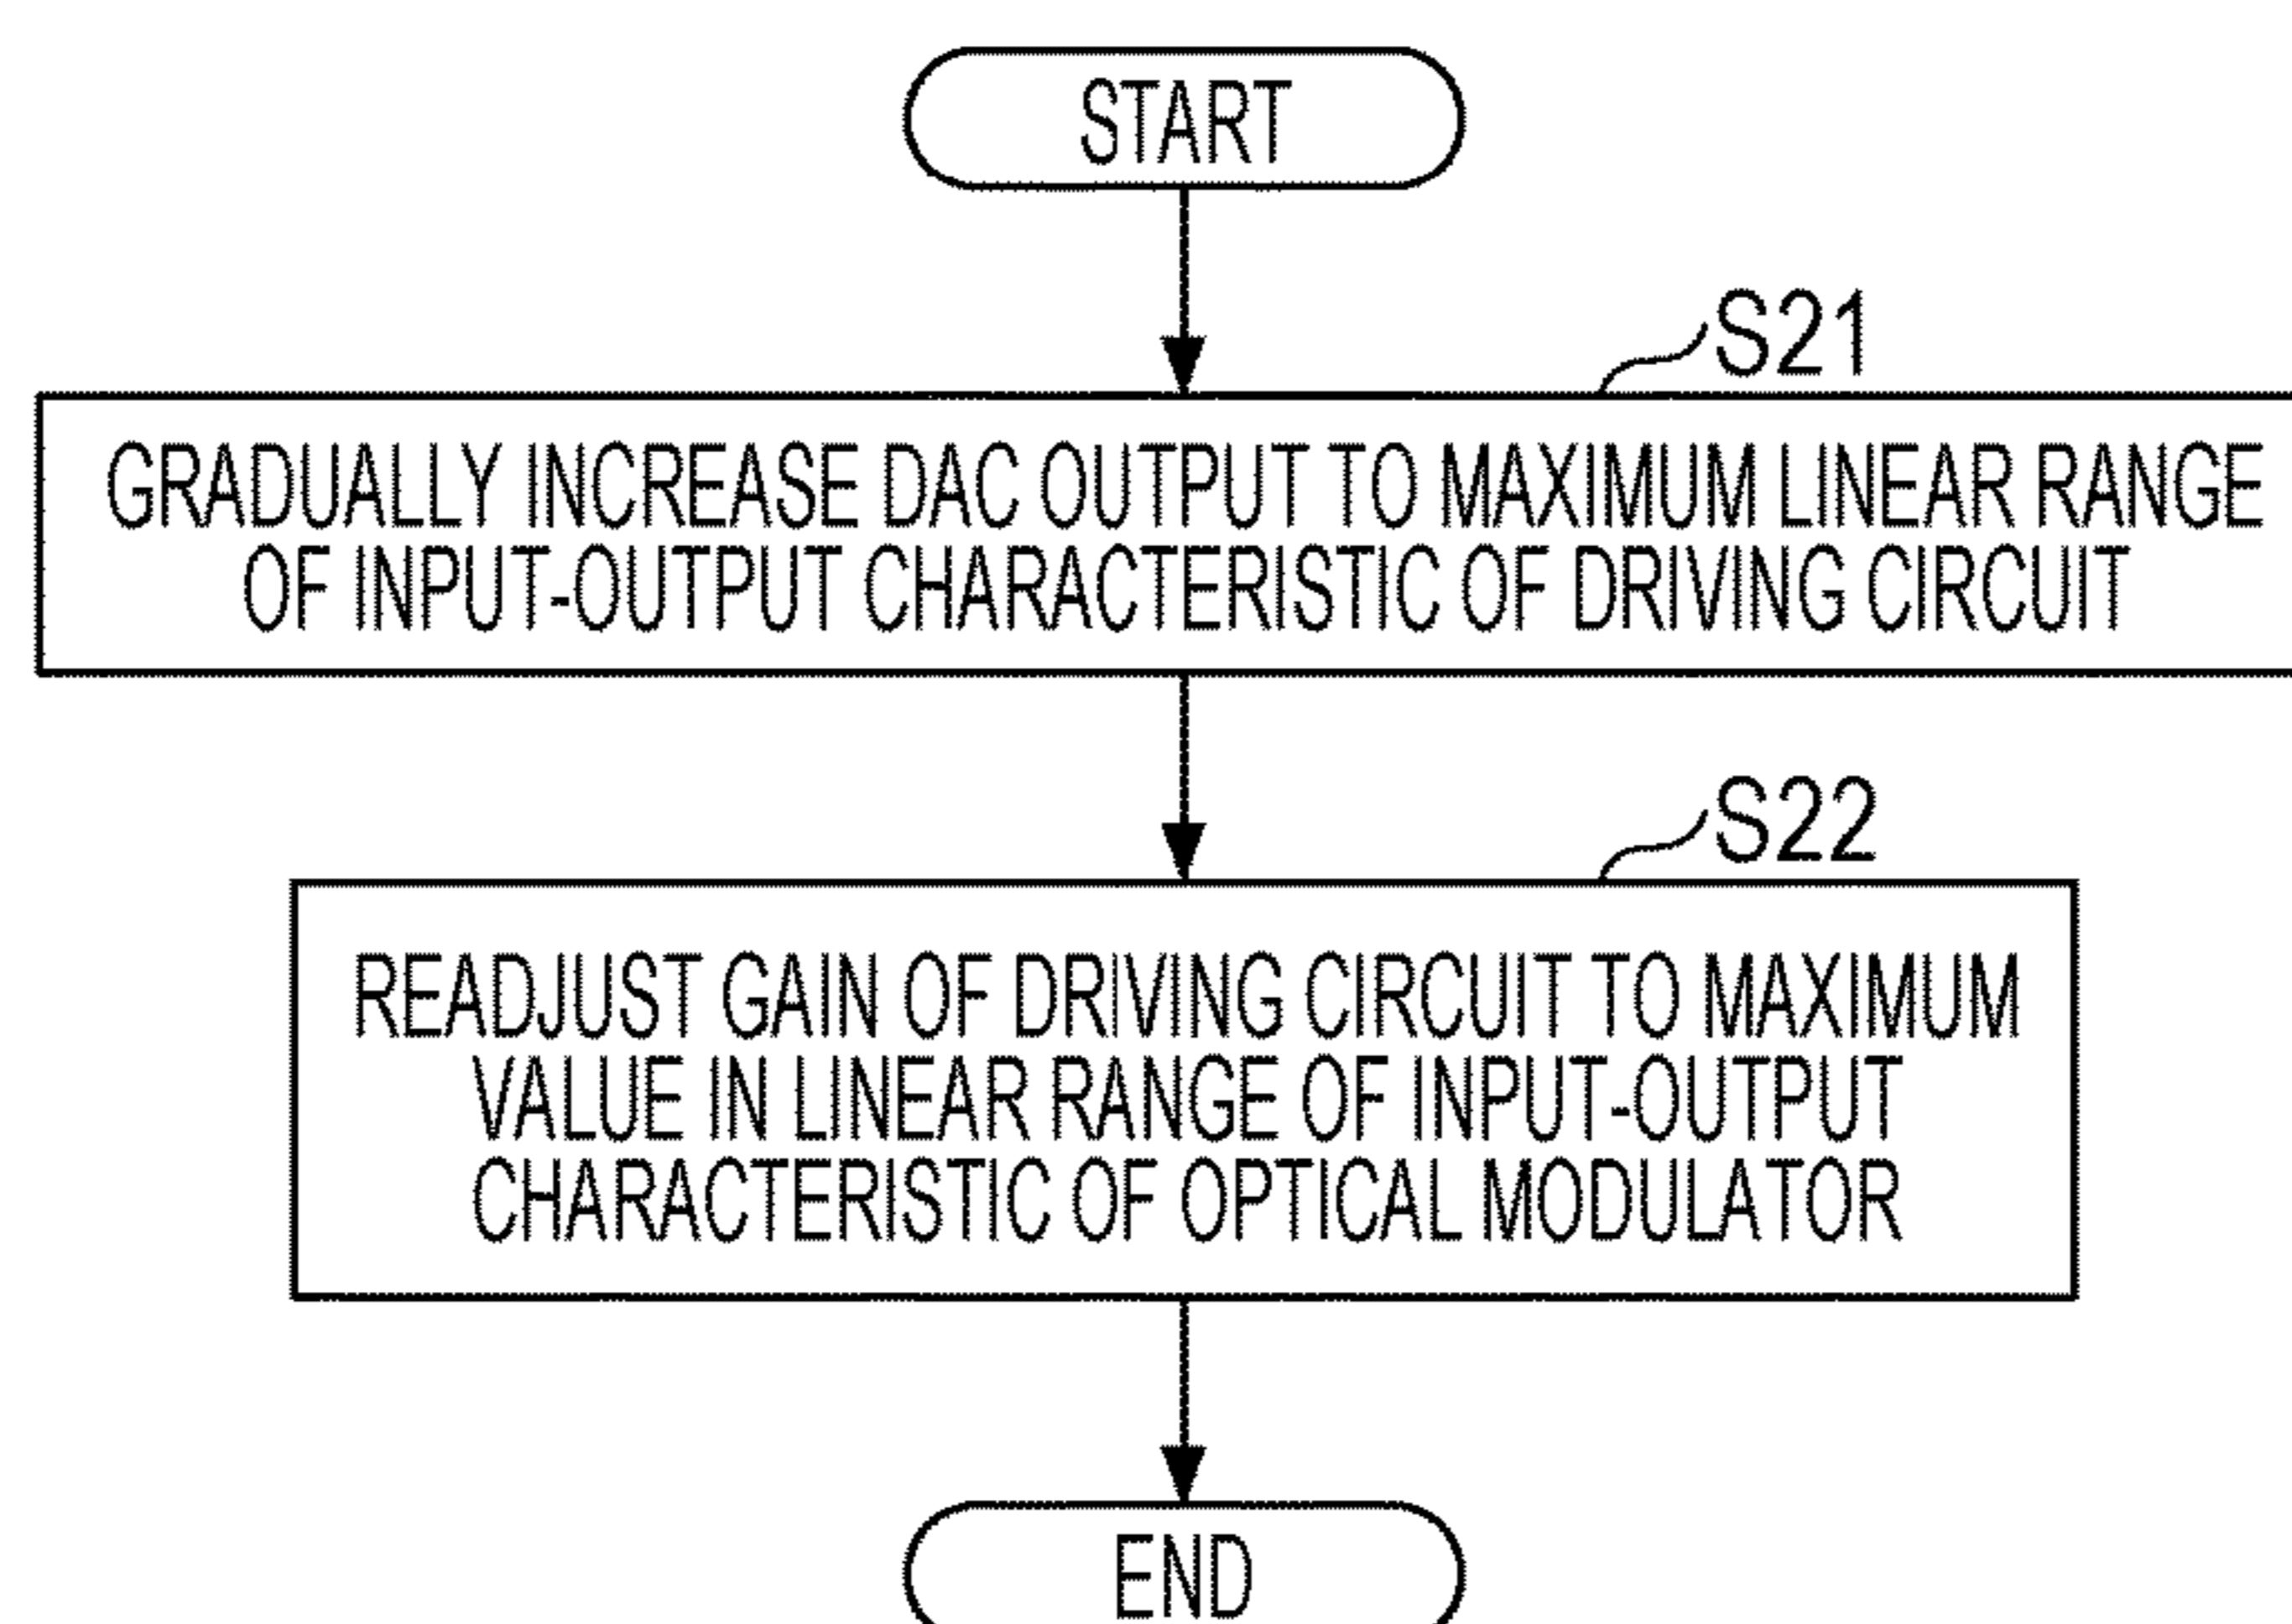 START
S21
GRADUALLY INCREASE DAC OUTPUT TO MAXIMUM LINEAR RANGE
OF INPUT-OUTPUT CHARACTERISTIC OF DRIVING CIRCUIT
S22
READJUST GAIN OF DRIVING CIRCUIT TO MAXIMUM
VALUE IN LINEAR RANGE OF INPUT-OUTPUT
CHARACTERISTIC OF OPTICAL MODULATOR
END